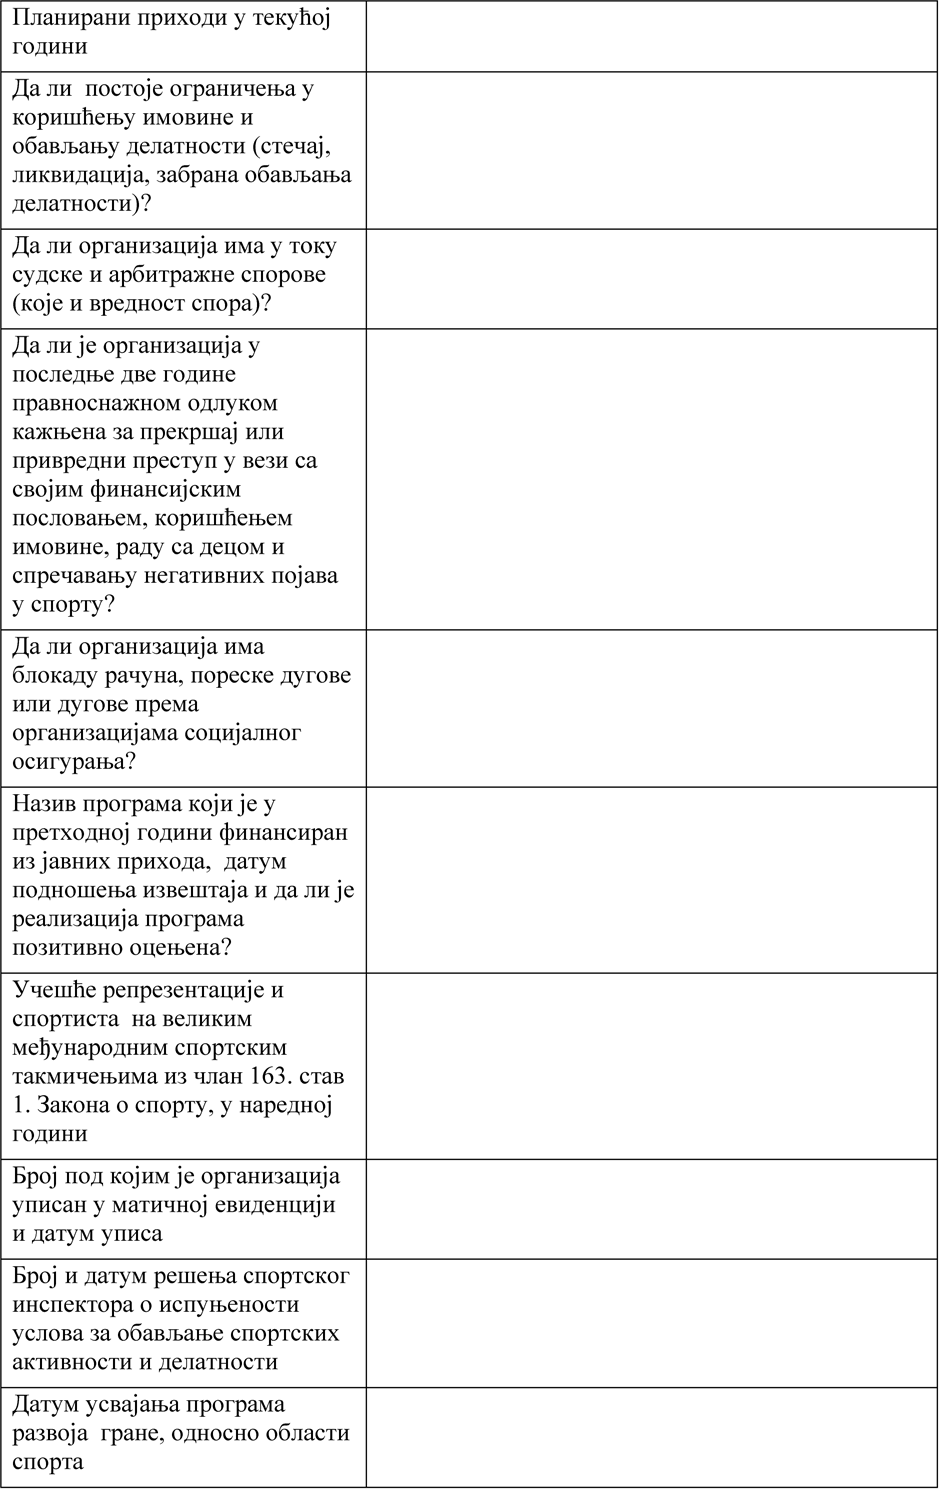 Планирани приходи у текућој
години
Да ли  постоје ограничења у
коришћењу имовине и
обављању делатности (стечај,
ликвидација, забрана обављања
делатности)?
Да ли организација има у току
судске и арбитражне спорове
(које и вредност спора)?
Да ли је организација у
последње две године
правноснажном одлуком
кажњена за прекршај или
привредни преступ у вези са
својим финансијским
пословањем, коришћењем
имовине, раду са децом и
спречавању негативних појава
у спорту?
Да ли организација има
блокаду рачуна, пореске дугове
или дугове према
организацијама социјалног
осигурања?
Назив програма који је у
претходној години финансиран
из јавних прихода,  датум
подношења извештаја и да ли је
реализација програма
позитивно оцењена?
Учешће репрезентације и
спортиста  на великим
међународним спортским
такмичењима из члан 163. став
1. Закона о спорту, у наредној
години
Број под којим је организација
уписан у матичној евиденцији
и датум уписа
Број и датум решења спортског
инспектора о испуњености
услова за обављање спортских
активности и делатности
Датум усвајања програма
развоја  гране, односно области
спорта